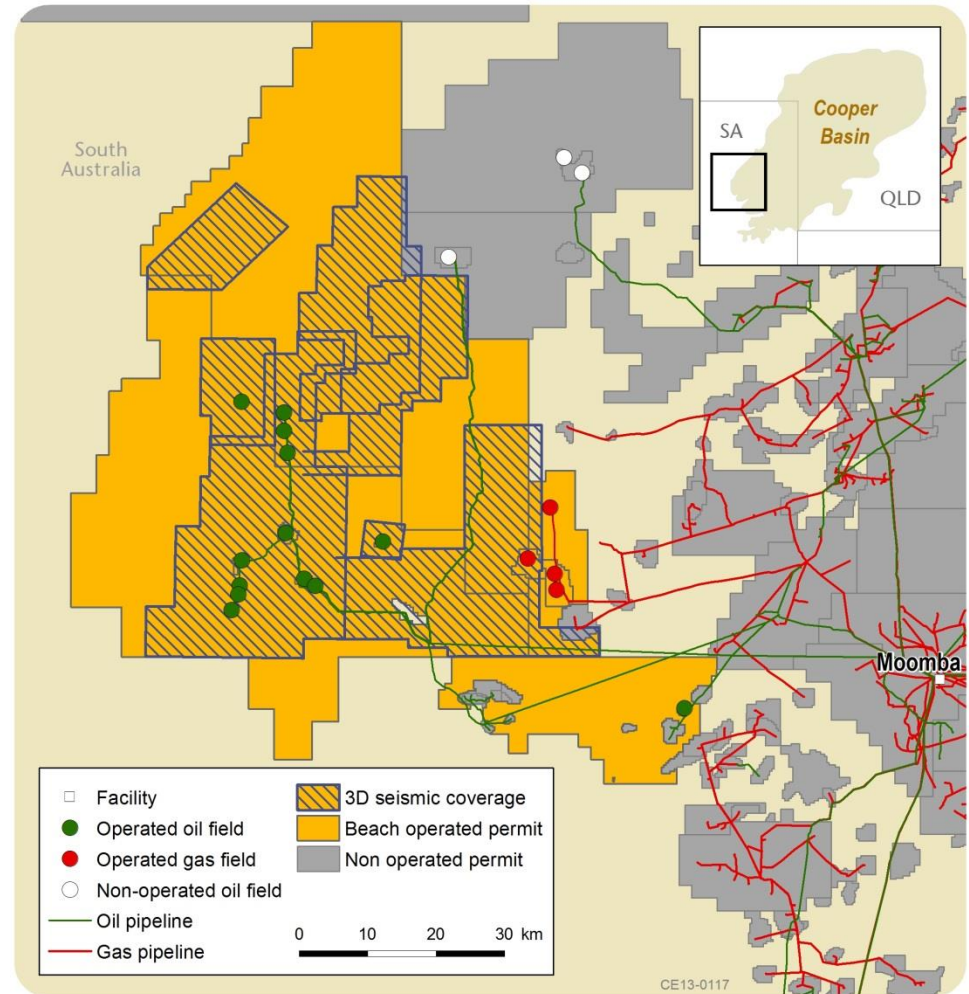 South
Australia
Cooper
Basin
SA
QLD
Moomba
Facility
Operated oil field
Operated gas field
Non-operated oil field
Oil pipeline
Gas pipeline
3D seismic coverage
Beach operated permit
Non operated permit
0 10 20 30 km
CE13-0117